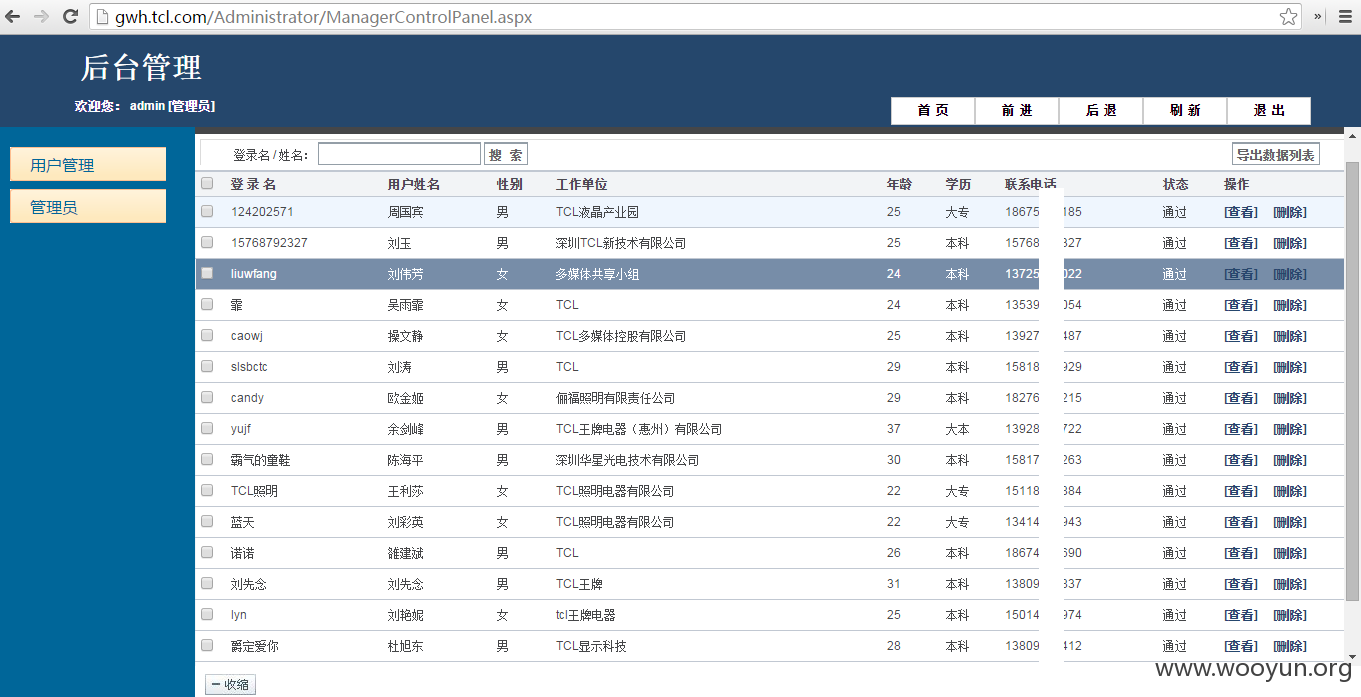 gwh.tcl.com/Administrator/ManagerControlPanel.aspx
后台管理
欢迎您： admin [管理员]
首 页 前 进 后 退 刷 新 退 出
用户管理
管理员
登录名 / 姓名： 搜 索 导出数据列表
登 录 名 用户姓名 性别 工作单位 年龄 学历 联系电话 状态 操作
124202571 周国宾 男 TCL液晶产业园 25 大专 18675 185 通过 [查看] [删除]
15768792327 刘玉 男 深圳TCL新技术有限公司 25 本科 15768 327 通过 [查看] [删除]
liuwfang 刘伟芳 女 多媒体共享小组 24 本科 13725 022 通过 [查看] [删除]
霏 吴雨霏 女 TCL 24 本科 13539 054 通过 [查看] [删除]
caowj 操文静 女 TCL多媒体控股有限公司 25 本科 13927 487 通过 [查看] [删除]
slsbctc 刘涛 男 TCL 29 本科 15818 929 通过 [查看] [删除]
candy 欧金姬 女 俪福照明有限责任公司 29 本科 18276 215 通过 [查看] [删除]
yujf 余剑峰 男 TCL王牌电器（惠州）有限公司 37 大本 13928 722 通过 [查看] [删除]
霸气的童鞋 陈海平 男 深圳华星光电技术有限公司 30 本科 15817 263 通过 [查看] [删除]
TCL照明 王利莎 女 TCL照明电器有限公司 22 大专 15118 384 通过 [查看] [删除]
蓝天 刘彩英 女 TCL照明电器有限公司 22 大专 13414 943 通过 [查看] [删除]
诺诺 雒建斌 男 TCL 26 本科 18674 690 通过 [查看] [删除]
刘先念 刘先念 男 TCL王牌 31 本科 13809 337 通过 [查看] [删除]
lyn 刘艳妮 女 tcl王牌电器 25 本科 15014 974 通过 [查看] [删除]
爵定爱你 杜旭东 男 TCL显示科技 28 本科 13809 412 通过 [查看] [删除]
www.wooyun.org
收缩